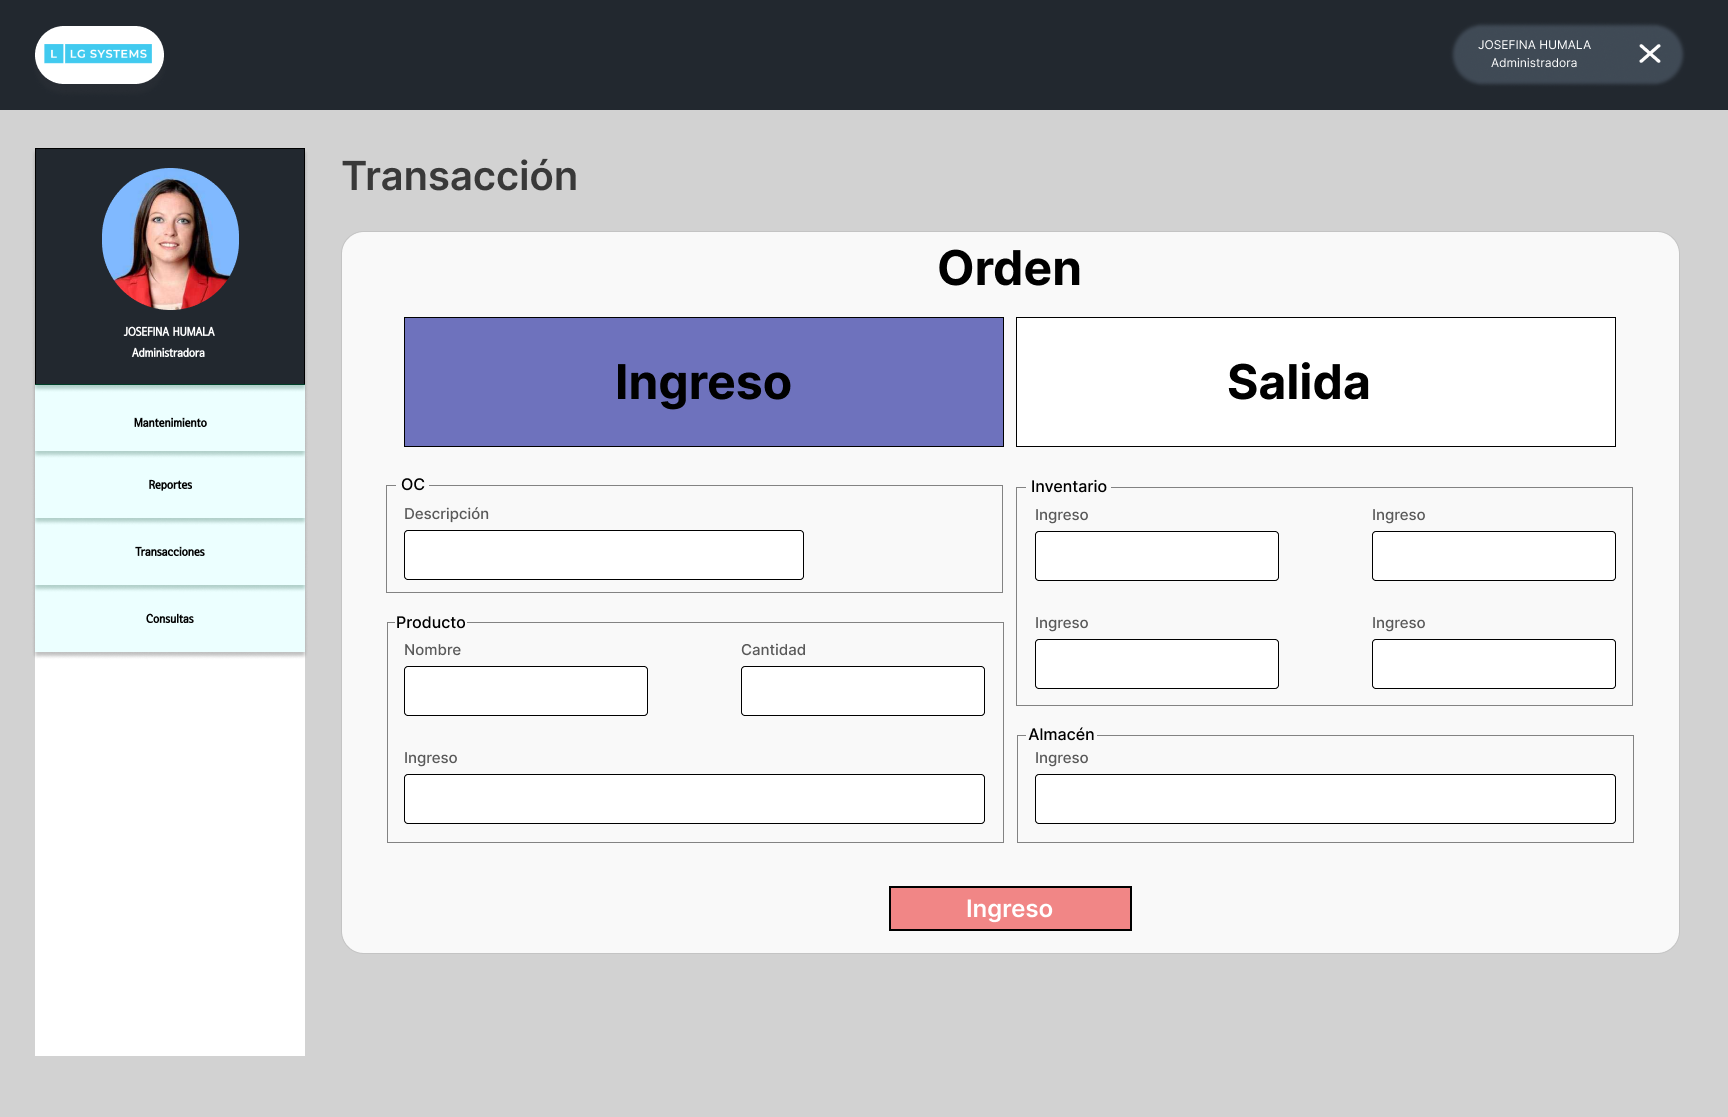 L LG SYSTEMS
JOSEFINA HUMALA
Administradora
JOSEFINA HUMALA
Administradora
Mantenimiento
Reportes
Transacciones
Consultas
Transacción
Orden
Ingreso
Salida
OC
Descripción
Producto
Nombre
Cantidad
Ingreso
Inventario
Ingreso
Ingreso
Ingreso
Ingreso
Almacén
Ingreso
Ingreso